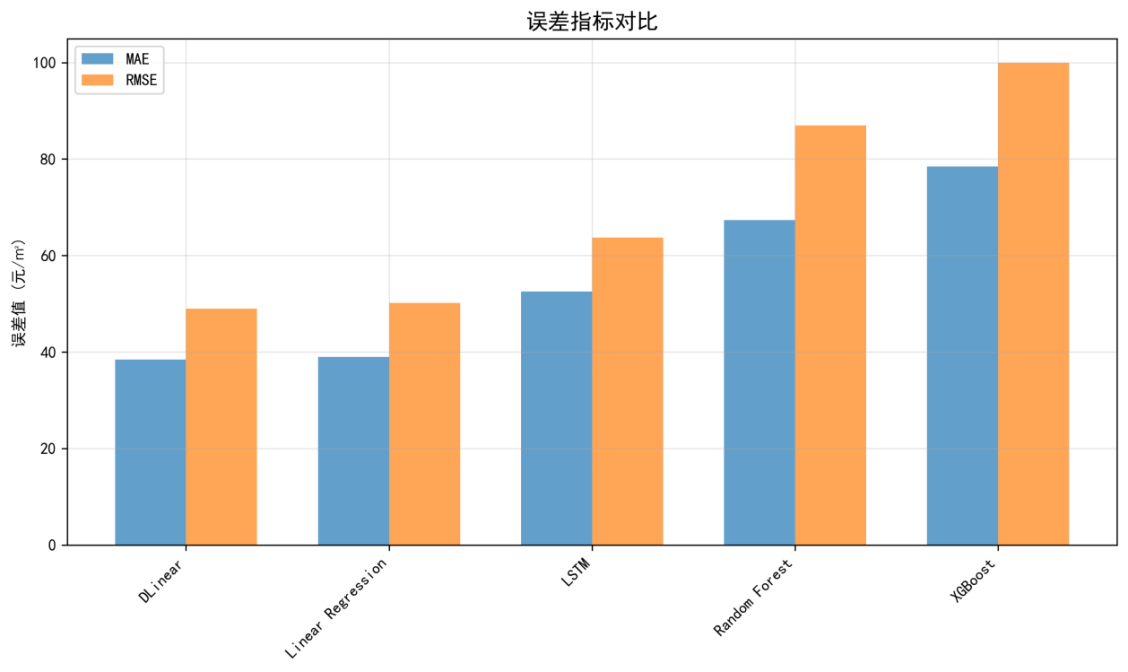 误差指标对比
MAE
RMSE
误差值 (元/㎡)
100
80
60
40
20
0
DLinear
Linear Regression
LSTM
Random Forest
XGBoost